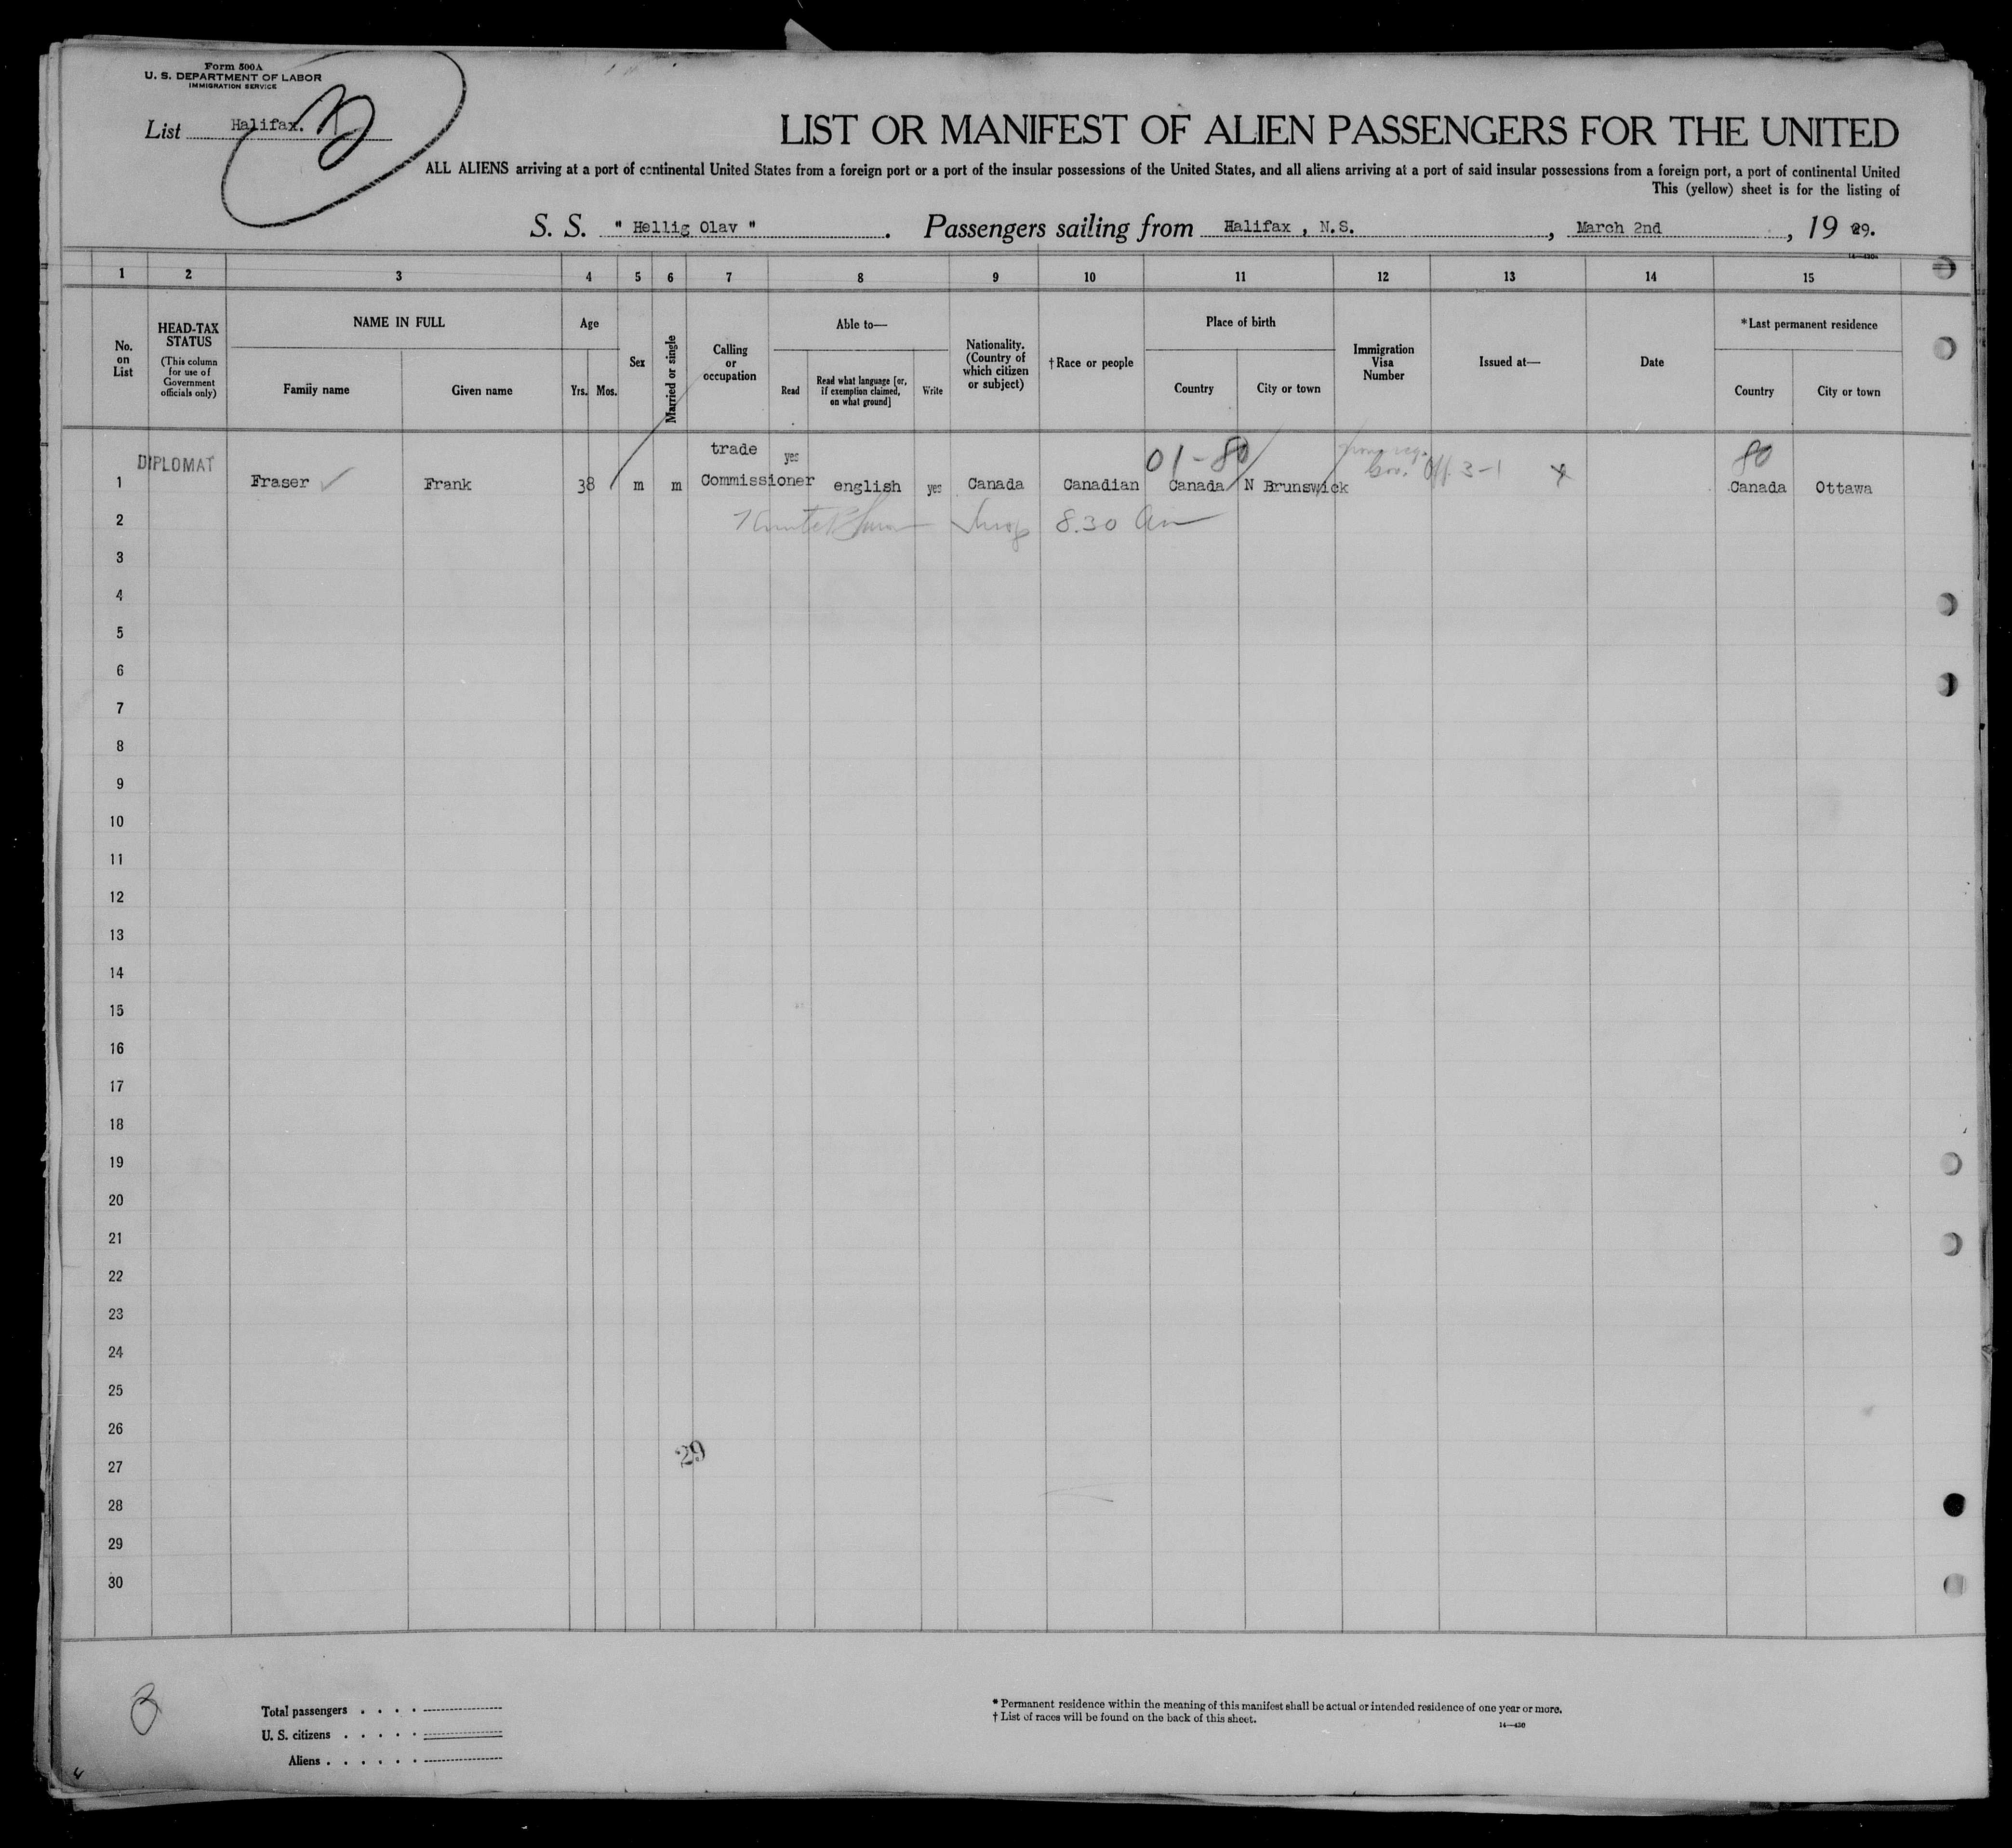 Form 500A
U. S. DEPARTMENT OF LABOR
IMMIGRATION SERVICE
List Halifax.
LIST OR MANIFEST OF ALIEN PASSENGERS FOR THE UNITED
ALL ALIENS arriving at a port of continental United States from a foreign port or a port of the insular possessions of the United States, and all aliens arriving at a port of said insular possessions from a foreign port, a port of continental United
This (yellow) sheet is for the listing of
S. S. " Hellig Olav " . Passengers sailing from Halifax , N.S. , March 2nd , 19 29.
1 2 3 4 5 6 7 8 9 10 11 12 13 14 15
No. on List
HEAD-TAX STATUS
(This column for use of Government officials only)
NAME IN FULL
Family name
Given name
Age
Yrs. Mos.
Sex
Married or single
Calling or occupation
Able to—
Read
Read what language [or, if exemption claimed, on what ground]
Write
Nationality. (Country of which citizen or subject)
†Race or people
Place of birth
Country
City or town
Immigration Visa Number
Issued at—
Date
*Last permanent residence
Country
City or town
DIPLOMAT
trade yes 01-80 80
1 Fraser Frank 38 m m Commissioner english yes Canada Canadian Canada N Brunswick Gov. Off. 3-1 Canada Ottawa
2 8.30 am
3
4
5
6
7
8
9
10
11
12
13
14
15
16
17
18
19
20
21
22
23
24
25
26
29
27
28
29
30
3
Total passengers . . . .
U. S. citizens . . . . .
Aliens . . . . . .
* Permanent residence within the meaning of this manifest shall be actual or intended residence of one year or more.
† List of races will be found on the back of this sheet.
14—430